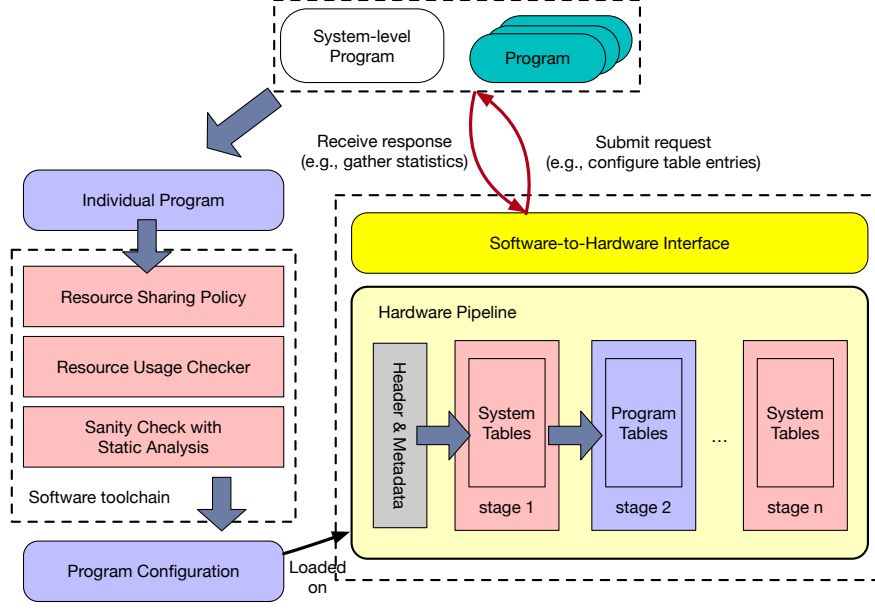 System-level
Program
Program
Receive response
(e.g., gather statistics)
Submit request
(e.g., configure table entries)
Individual Program
Resource Sharing Policy
Resource Usage Checker
Sanity Check with
Static Analysis
Software toolchain
Program Configuration
Loaded
on
Software-to-Hardware Interface
Hardware Pipeline
Header & Metadata
System
Tables
stage 1
Program
Tables
stage 2
...
System
Tables
stage n